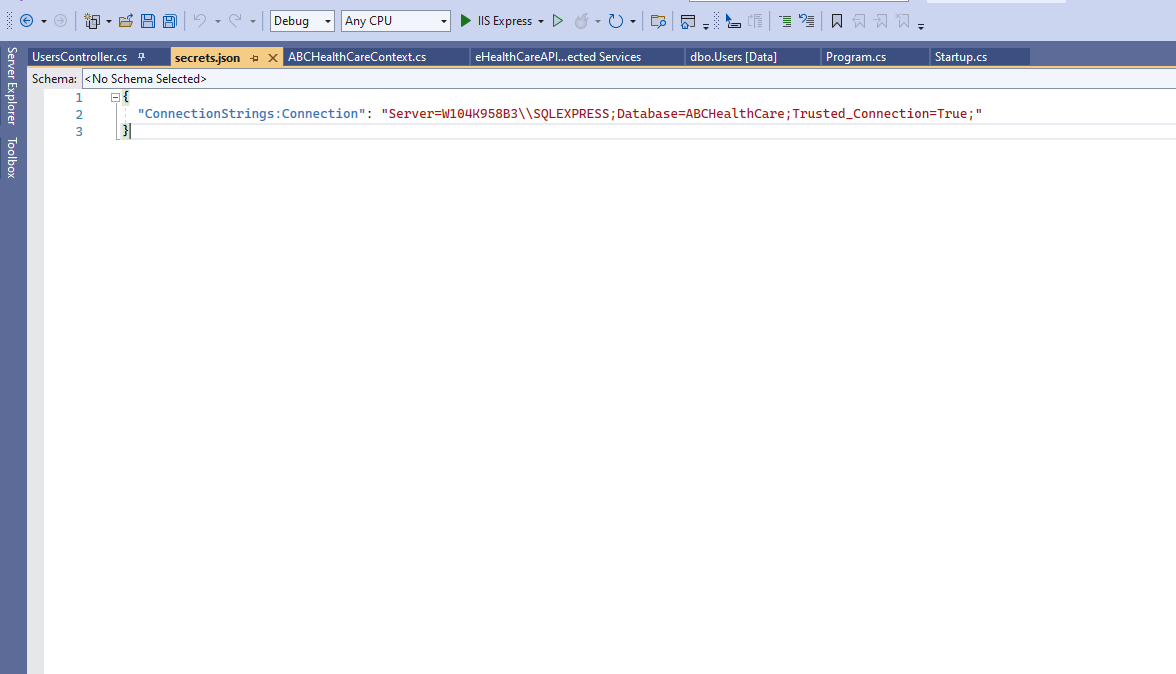 Debug Any CPU IIS Express
UsersController.cs secrets.json ABCHealthCareContext.cs eHealthCareAPI...ected Services dbo.Users [Data] Program.cs Startup.cs
Schema: <No Schema Selected>
1 {
2 "ConnectionStrings:Connection": "Server=W104K958B3\\SQLEXPRESS;Database=ABCHealthCare;Trusted_Connection=True;"
3 }
Server Explorer
Toolbox